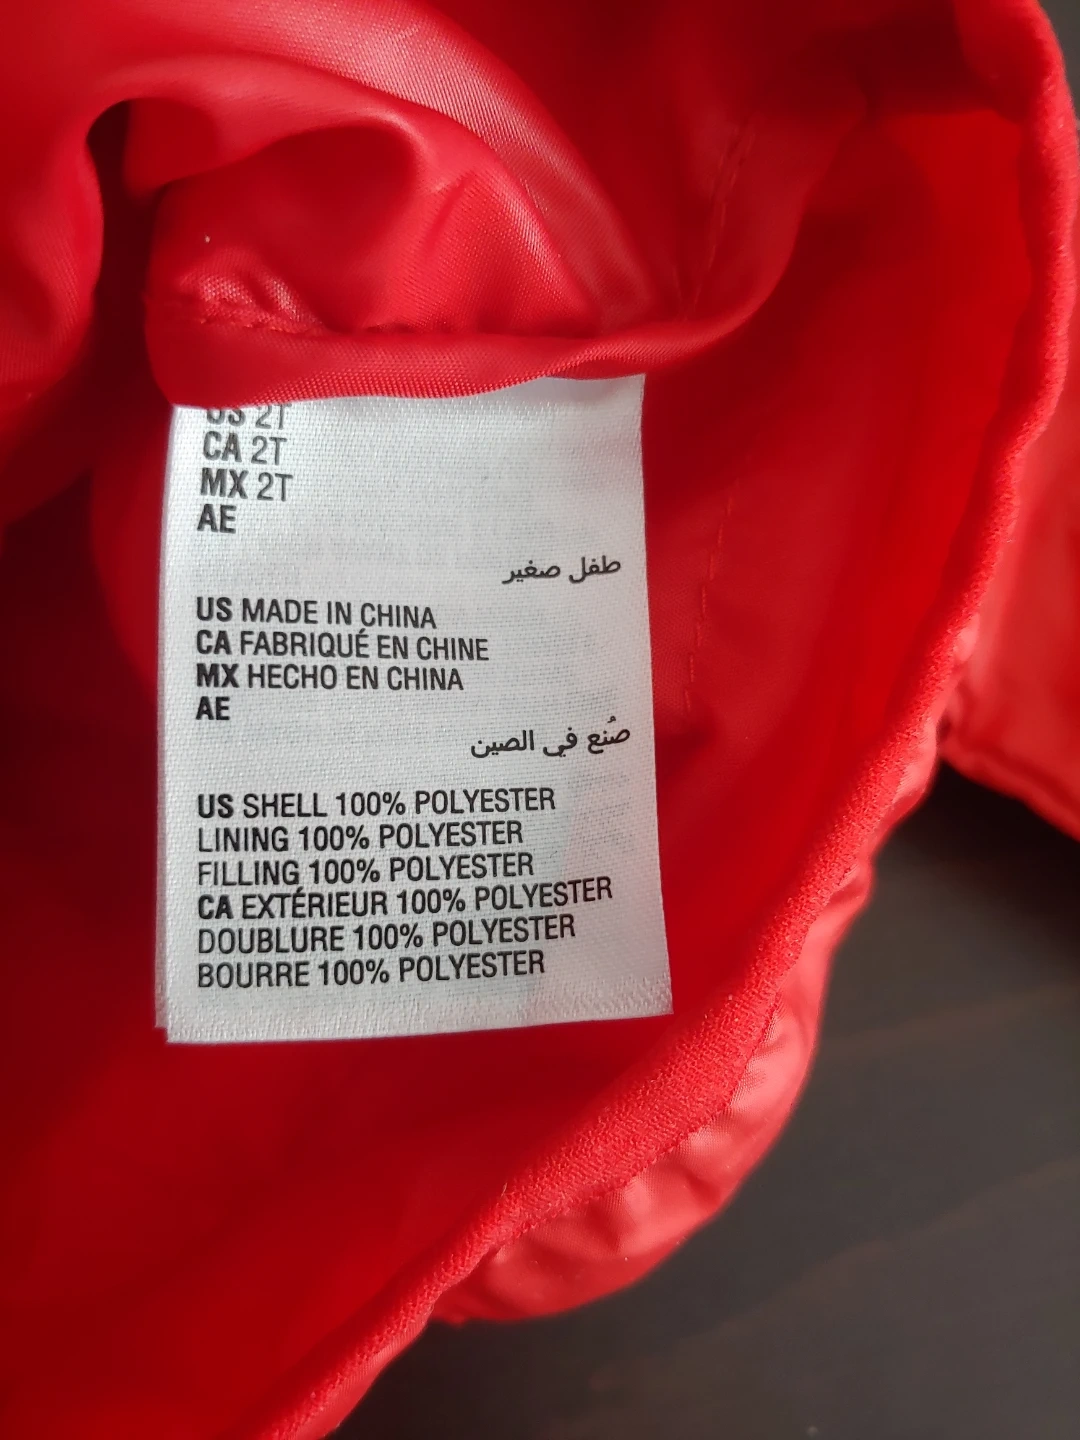 US 2T
CA 2T
MX 2T
AE
طفل صغير
US MADE IN CHINA
CA FABRIQUÉ EN CHINE
MX HECHO EN CHINA
AE
صُنع في الصين
US SHELL 100% POLYESTER
LINING 100% POLYESTER
FILLING 100% POLYESTER
CA EXTÉRIEUR 100% POLYESTER
DOUBLURE 100% POLYESTER
BOURRE 100% POLYESTER